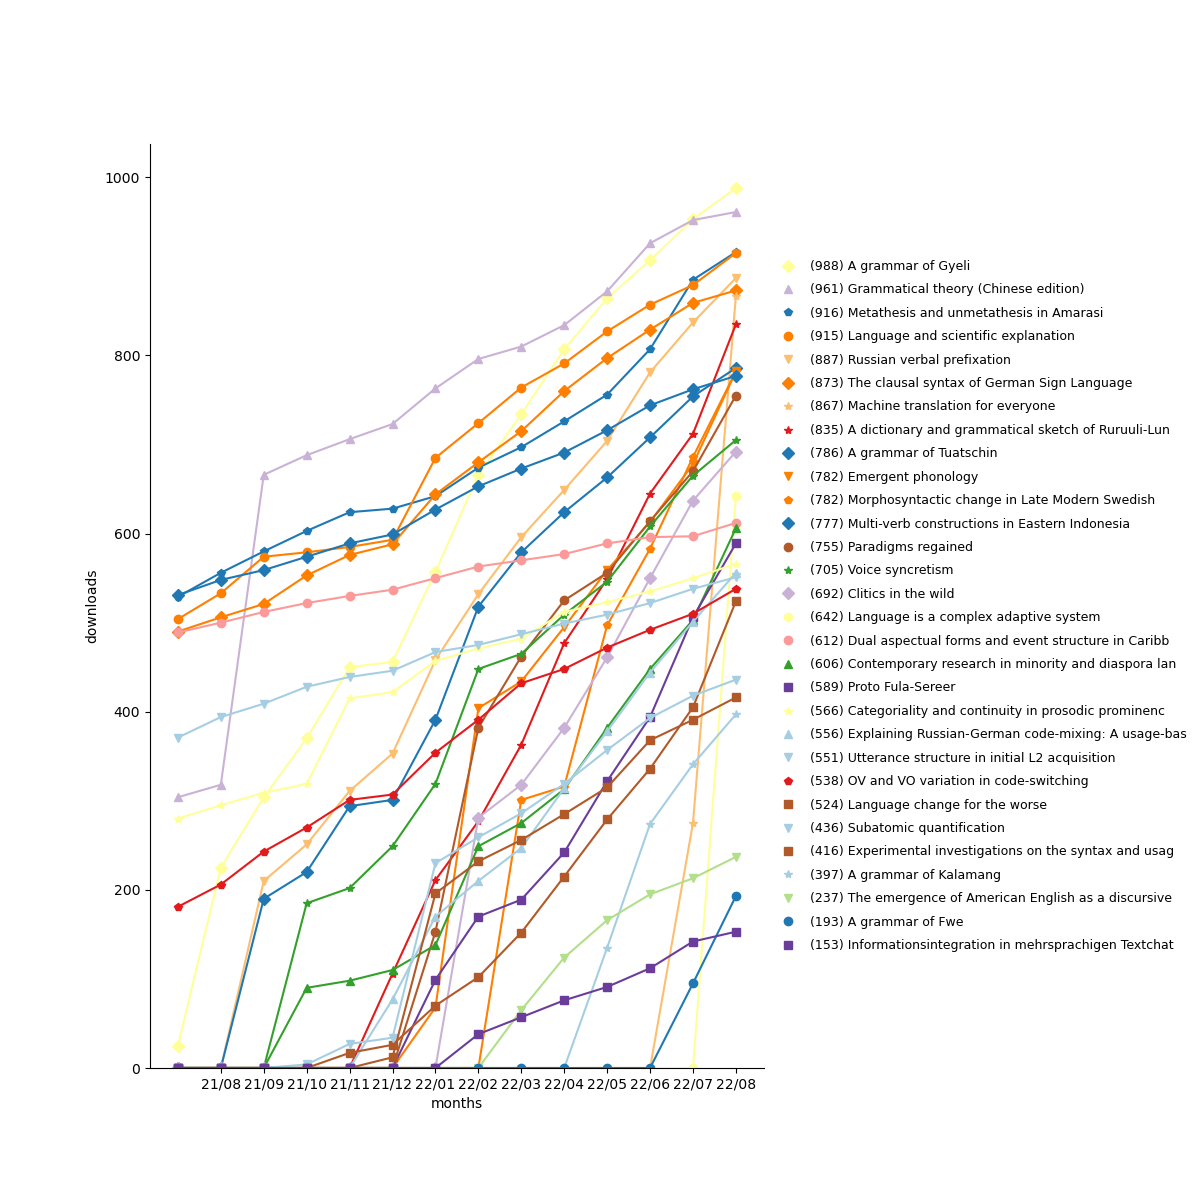 1000
800
600
400
200
0
downloads
21/08 21/09 21/10 21/11 21/12 22/01 22/02 22/03 22/04 22/05 22/06 22/07 22/08
months
(988) A grammar of Gyeli
(961) Grammatical theory (Chinese edition)
(916) Metathesis and unmetathesis in Amarasi
(915) Language and scientific explanation
(887) Russian verbal prefixation
(873) The clausal syntax of German Sign Language
(867) Machine translation for everyone
(835) A dictionary and grammatical sketch of Ruruuli-Lun
(786) A grammar of Tuatschin
(782) Emergent phonology
(782) Morphosyntactic change in Late Modern Swedish
(777) Multi-verb constructions in Eastern Indonesia
(755) Paradigms regained
(705) Voice syncretism
(692) Clitics in the wild
(642) Language is a complex adaptive system
(612) Dual aspectual forms and event structure in Caribb
(606) Contemporary research in minority and diaspora lan
(589) Proto Fula-Sereer
(566) Categoriality and continuity in prosodic prominenc
(556) Explaining Russian-German code-mixing: A usage-bas
(551) Utterance structure in initial L2 acquisition
(538) OV and VO variation in code-switching
(524) Language change for the worse
(436) Subatomic quantification
(416) Experimental investigations on the syntax and usag
(397) A grammar of Kalamang
(237) The emergence of American English as a discursive
(193) A grammar of Fwe
(153) Informationsintegration in mehrsprachigen Textchat